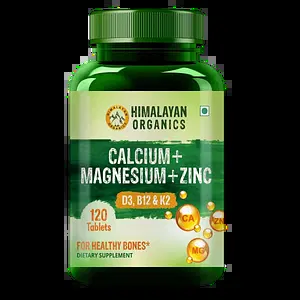 HIMALAYAN
ORGANICS
CALCIUM+
MAGNESIUM+ZINC
D3, B12 & K2
120
Tablets
FOR HEALTHY BONES*
DIETARY SUPPLEMENT
CA
ZN
MG